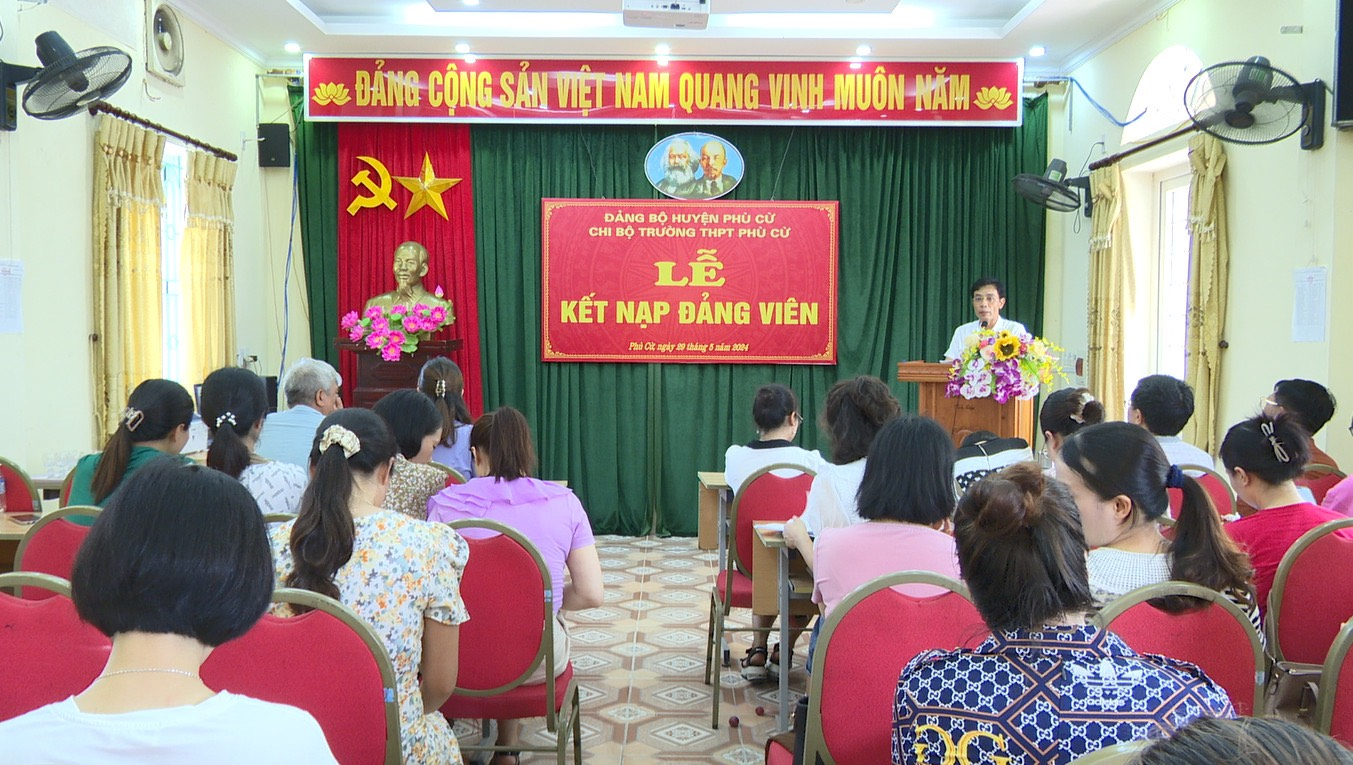 ĐẢNG CỘNG SẢN VIỆT NAM QUANG VINH MUÔN NĂM
ĐẢNG BỘ HUYỆN PHÙ CỪ
CHI BỘ TRƯỜNG THPT PHÙ CỪ
LỄ
KẾT NẠP ĐẢNG VIÊN
Phù Cừ, ngày 29 tháng 5 năm 2024